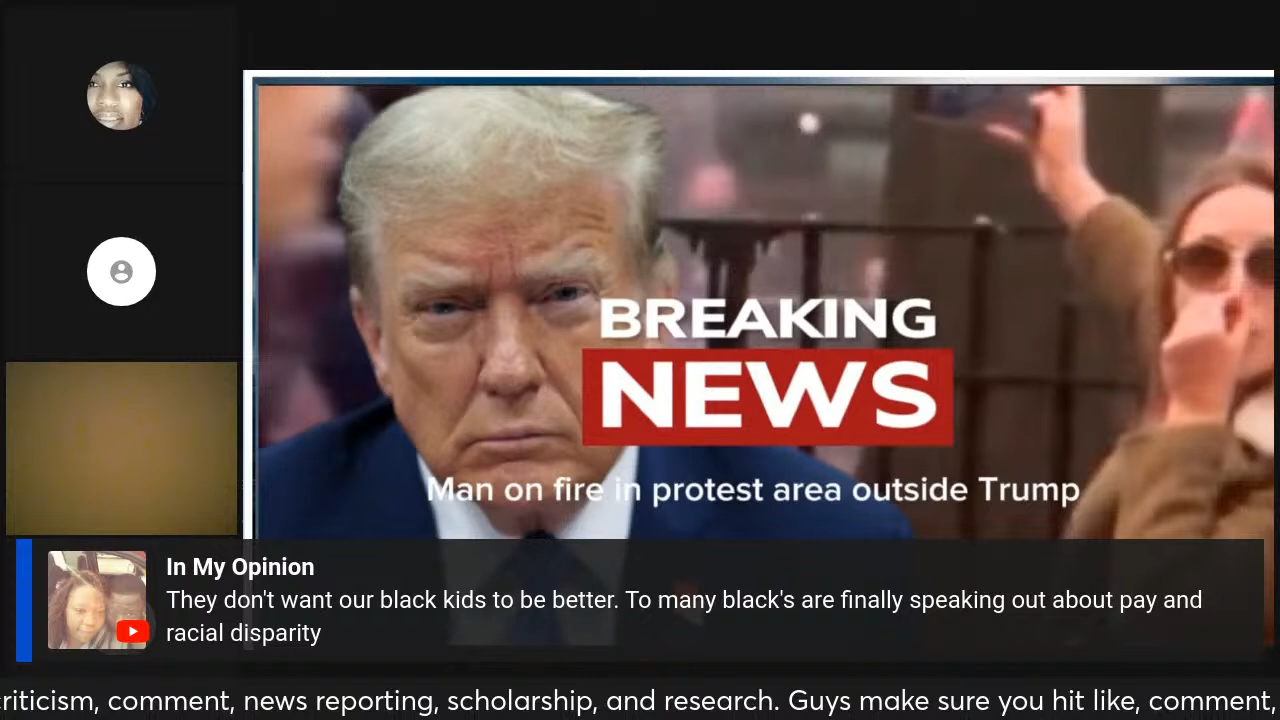 BREAKING
NEWS
Man on fire in protest area outside Trump
In My Opinion
They don't want our black kids to be better. To many black's are finally speaking out about pay and
racial disparity
criticism, comment, news reporting, scholarship, and research. Guys make sure you hit like, comment,